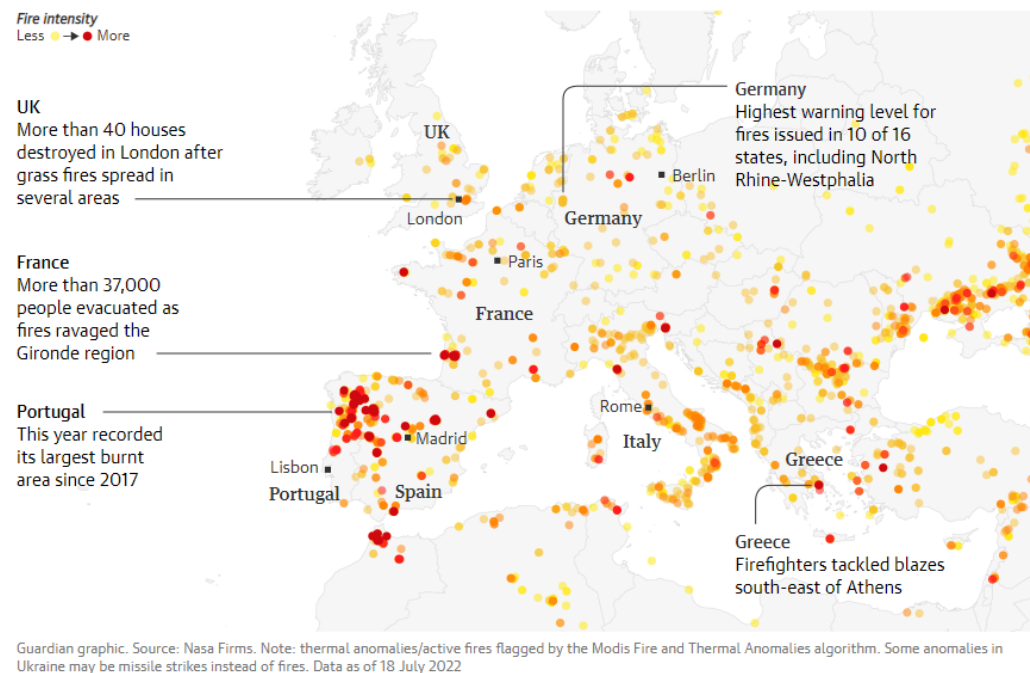 Fire intensity
Less → More
UK
More than 40 houses
destroyed in London after
grass fires spread in
several areas
France
More than 37,000
people evacuated as
fires ravaged the
Gironde region
Portugal
This year recorded
its largest burnt
area since 2017
Germany
Highest warning level for
fires issued in 10 of 16
states, including North
Rhine-Westphalia
UK
London
Berlin
Germany
Paris
France
Rome
Italy
Madrid
Lisbon
Portugal
Spain
Greece
Greece
Firefighters tackled blazes
south-east of Athens
Guardian graphic. Source: Nasa Firms. Note: thermal anomalies/active fires flagged by the Modis Fire and Thermal Anomalies algorithm. Some anomalies in
Ukraine may be missile strikes instead of fires. Data as of 18 July 2022